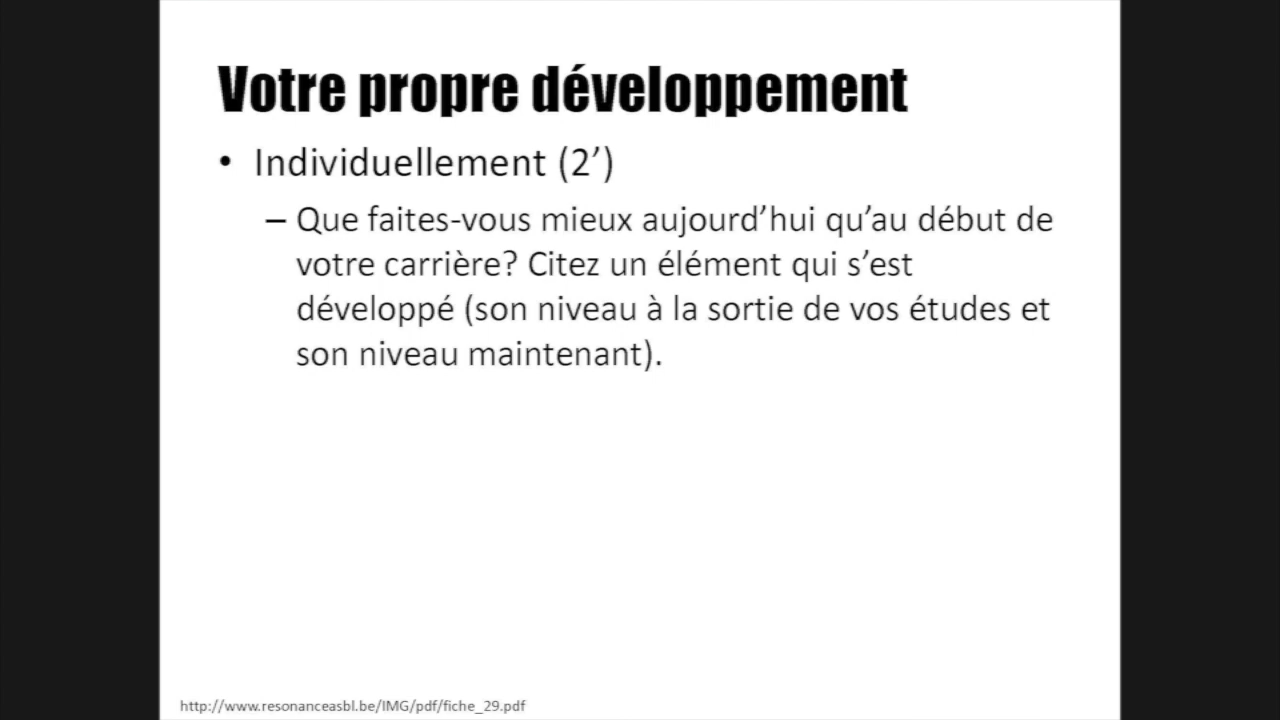 Votre propre développement
• Individuellement (2’)
– Que faites-vous mieux aujourd’hui qu’au début de
votre carrière? Citez un élément qui s’est
développé (son niveau à la sortie de vos études et
son niveau maintenant).
http://www.resonanceasbl.be/IMG/pdf/fiche_29.pdf